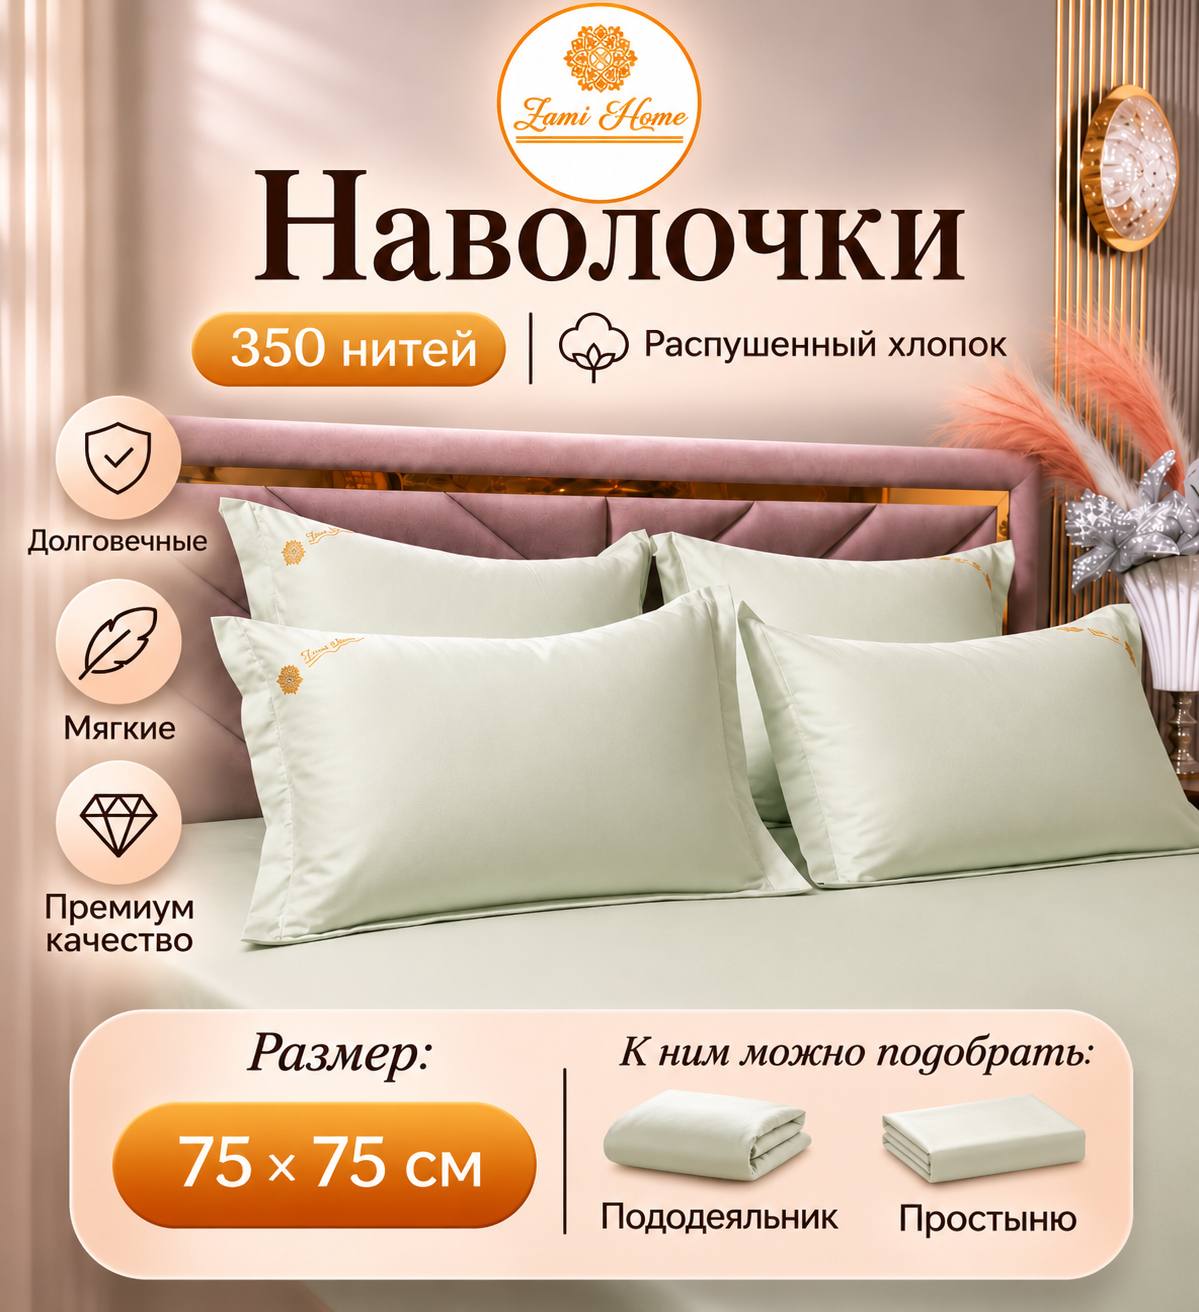 Zami Home
Наволочки
350 нитей
Распушенный хлопок
Долговечные
Мягкие
Премиум
качество
Размер:
75 × 75 см
К ним можно подобрать:
Пододеяльник
Простыню